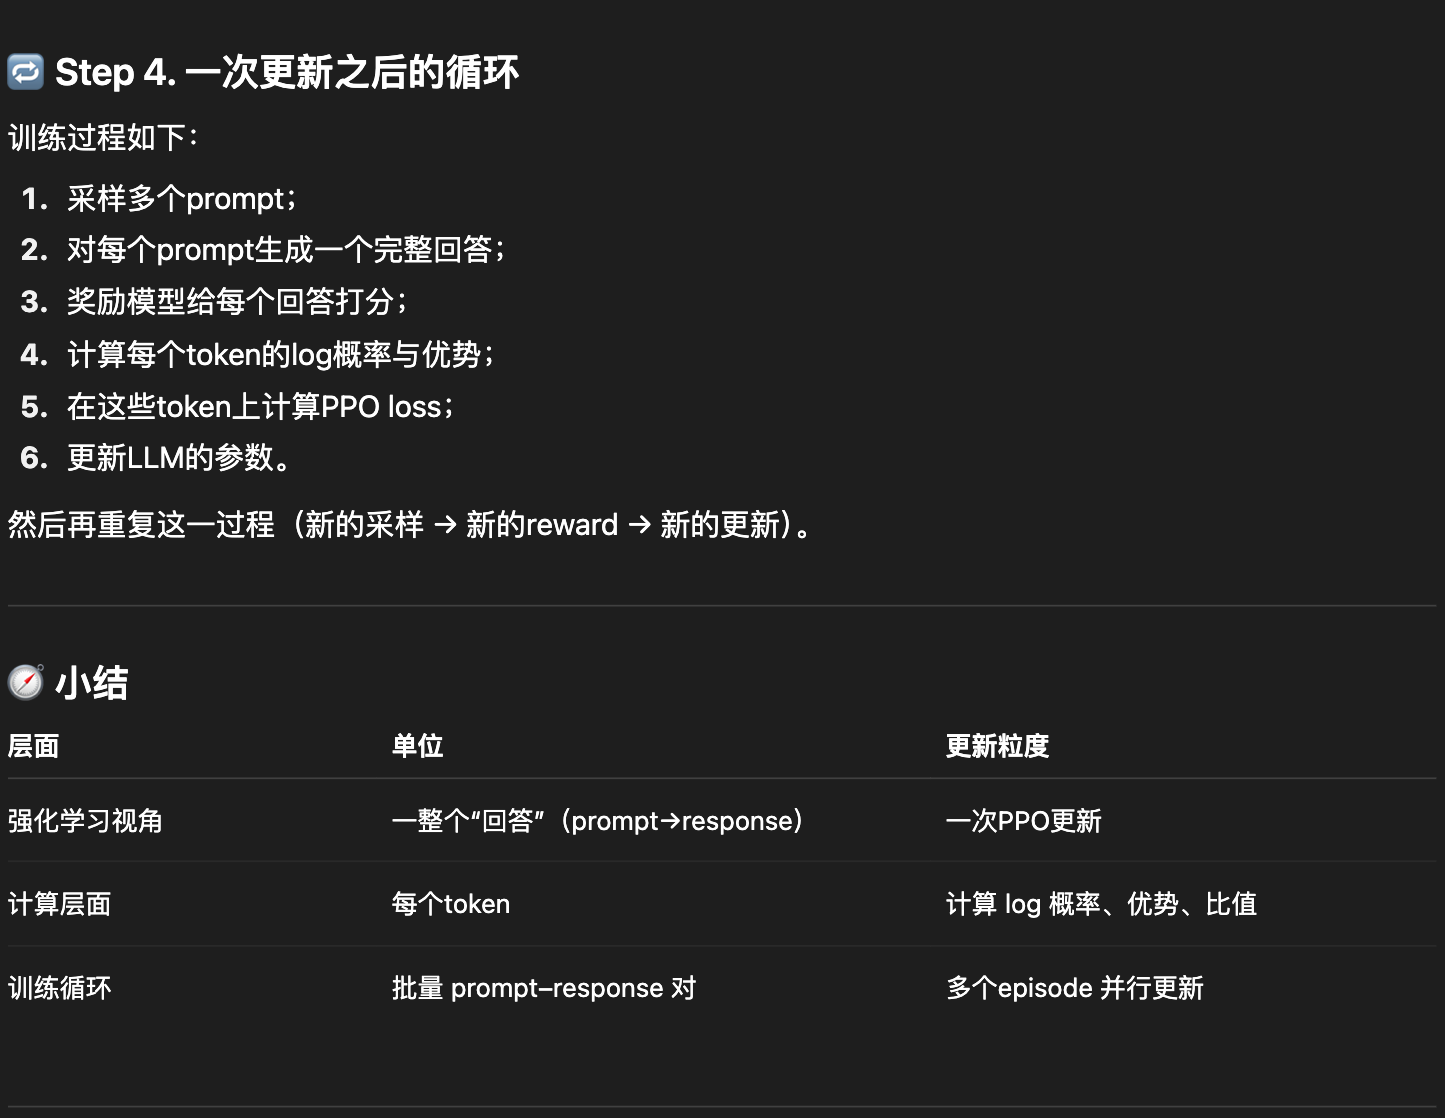 🔁 Step 4. 一次更新之后的循环
训练过程如下：
1. 采样多个prompt；
2. 对每个prompt生成一个完整回答；
3. 奖励模型给每个回答打分；
4. 计算每个token的log概率与优势；
5. 在这些token上计算PPO loss；
6. 更新LLM的参数。
然后再重复这一过程（新的采样 → 新的reward → 新的更新）。
🧭 小结
层面 单位 更新粒度
强化学习视角 一整个“回答”（prompt→response） 一次PPO更新
计算层面 每个token 计算 log 概率、优势、比值
训练循环 批量 prompt–response 对 多个episode 并行更新